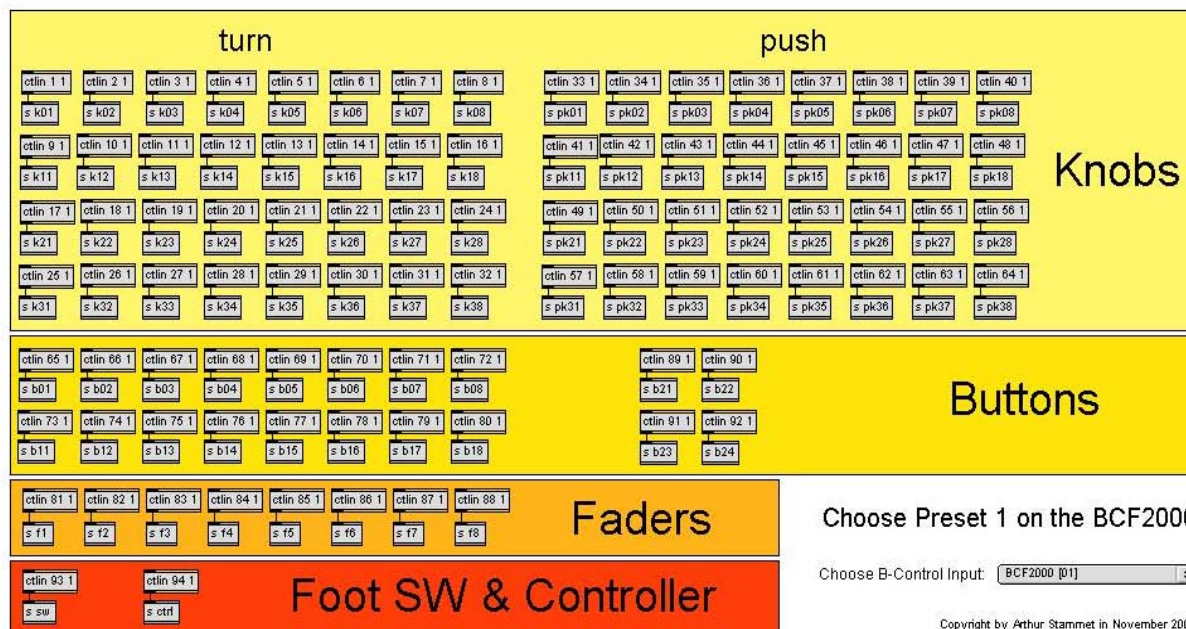 turn push
ctlin 1 1 ctlin 2 1 ctlin 3 1 ctlin 4 1 ctlin 5 1 ctlin 6 1 ctlin 7 1 ctlin 8 1 ctlin 33 1 ctlin 34 1 ctlin 35 1 ctlin 36 1 ctlin 37 1 ctlin 38 1 ctlin 39 1 ctlin 40 1
s k01 s k02 s k03 s k04 s k05 s k06 s k07 s k08 s pk01 s pk02 s pk03 s pk04 s pk05 s pk06 s pk07 s pk08
ctlin 9 1 ctlin 10 1 ctlin 11 1 ctlin 12 1 ctlin 13 1 ctlin 14 1 ctlin 15 1 ctlin 16 1 ctlin 41 1 ctlin 42 1 ctlin 43 1 ctlin 44 1 ctlin 45 1 ctlin 46 1 ctlin 47 1 ctlin 48 1
s k11 s k12 s k13 s k14 s k15 s k16 s k17 s k18 s pk11 s pk12 s pk13 s pk14 s pk15 s pk16 s pk17 s pk18
Knobs
ctlin 17 1 ctlin 18 1 ctlin 19 1 ctlin 20 1 ctlin 21 1 ctlin 22 1 ctlin 23 1 ctlin 24 1 ctlin 49 1 ctlin 50 1 ctlin 51 1 ctlin 52 1 ctlin 53 1 ctlin 54 1 ctlin 55 1 ctlin 56 1
s k21 s k22 s k23 s k24 s k25 s k26 s k27 s k28 s pk21 s pk22 s pk23 s pk24 s pk25 s pk26 s pk27 s pk28
ctlin 25 1 ctlin 26 1 ctlin 27 1 ctlin 28 1 ctlin 29 1 ctlin 30 1 ctlin 31 1 ctlin 32 1 ctlin 57 1 ctlin 58 1 ctlin 59 1 ctlin 60 1 ctlin 61 1 ctlin 62 1 ctlin 63 1 ctlin 64 1
s k31 s k32 s k33 s k34 s k35 s k36 s k37 s k38 s pk31 s pk32 s pk33 s pk34 s pk35 s pk36 s pk37 s pk38
ctlin 65 1 ctlin 66 1 ctlin 67 1 ctlin 68 1 ctlin 69 1 ctlin 70 1 ctlin 71 1 ctlin 72 1 ctlin 89 1 ctlin 90 1
s b01 s b02 s b03 s b04 s b05 s b06 s b07 s b08 s b21 s b22
Buttons
ctlin 73 1 ctlin 74 1 ctlin 75 1 ctlin 76 1 ctlin 77 1 ctlin 78 1 ctlin 79 1 ctlin 80 1 ctlin 91 1 ctlin 92 1
s b11 s b12 s b13 s b14 s b15 s b16 s b17 s b18 s b23 s b24
ctlin 81 1 ctlin 82 1 ctlin 83 1 ctlin 84 1 ctlin 85 1 ctlin 86 1 ctlin 87 1 ctlin 88 1
s f1 s f2 s f3 s f4 s f5 s f6 s f7 s f8
Faders
Choose Preset 1 on the BCF2000
ctlin 93 1 ctlin 94 1
s sw s ctrl
Foot SW & Controller
Choose B-Control Input: BCF2000 [01]
Copyright by Arthur Stammet in November 200